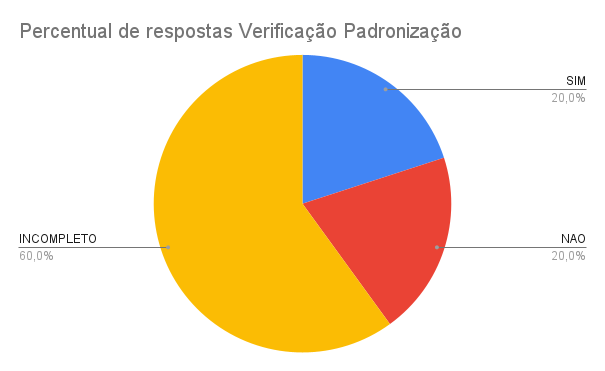 Percentual de respostas Verificação Padronização
SIM
20,0%
INCOMPLETO
60,0%
NAO
20,0%